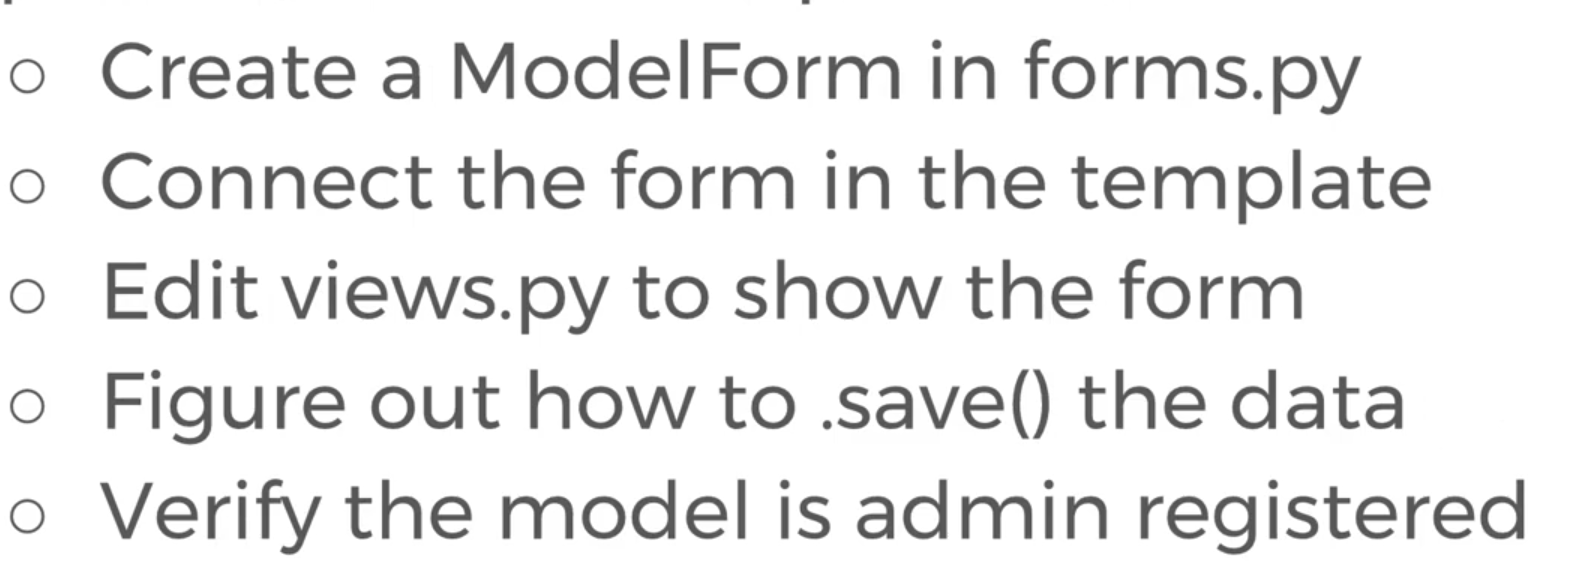 Create a ModelForm in forms.py
Connect the form in the template
Edit views.py to show the form
Figure out how to .save() the data
Verify the model is admin registered